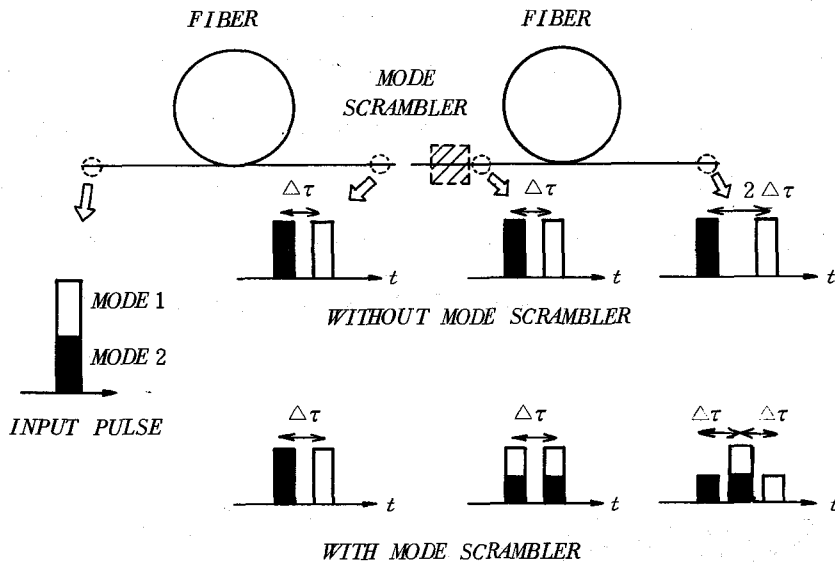 FIBER
FIBER
MODE
SCRAMBLER
△τ
△τ
2 △τ
t
t
t
MODE 1
MODE 2
WITHOUT MODE SCRAMBLER
INPUT PULSE
△τ
△τ
△τ
△τ
t
t
t
WITH MODE SCRAMBLER